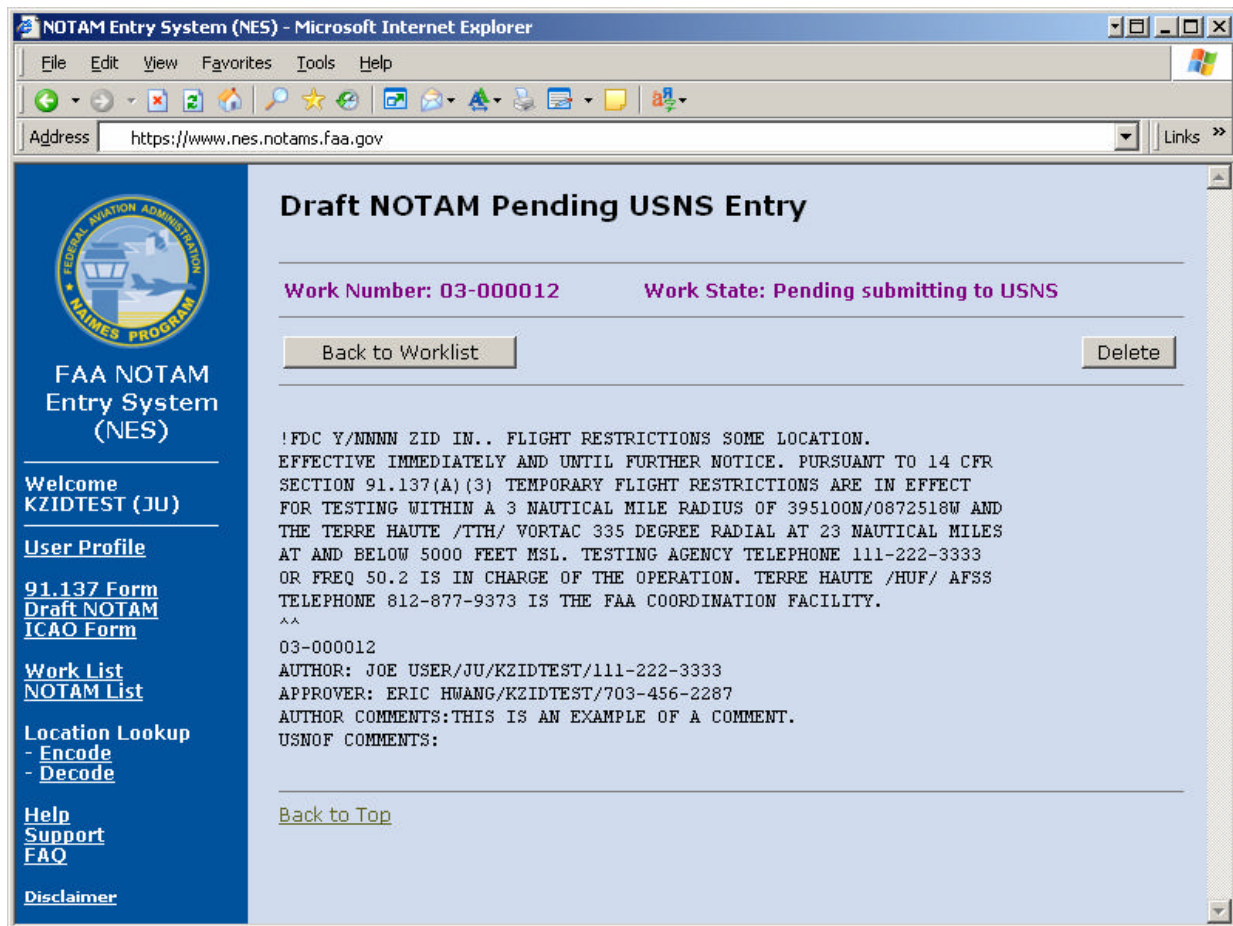 NOTAM Entry System (NES) - Microsoft Internet Explorer
File Edit View Favorites Tools Help
Address https://www.nes.notams.faa.gov Links »
FEDERAL AVIATION ADMINISTRATION
NAIMES PROGRAM
FAA NOTAM
Entry System
(NES)
Welcome
KZIDTEST (JU)
User Profile
91.137 Form
Draft NOTAM
ICAO Form
Work List
NOTAM List
Location Lookup
- Encode
- Decode
Help
Support
FAQ
Disclaimer
Draft NOTAM Pending USNS Entry
Work Number: 03-000012 Work State: Pending submitting to USNS
Back to Worklist Delete
!FDC Y/NNNN ZID IN.. FLIGHT RESTRICTIONS SOME LOCATION.
EFFECTIVE IMMEDIATELY AND UNTIL FURTHER NOTICE. PURSUANT TO 14 CFR
SECTION 91.137(A)(3) TEMPORARY FLIGHT RESTRICTIONS ARE IN EFFECT
FOR TESTING WITHIN A 3 NAUTICAL MILE RADIUS OF 395100N/0872518W AND
THE TERRE HAUTE /TTH/ VORTAC 335 DEGREE RADIAL AT 23 NAUTICAL MILES
AT AND BELOW 5000 FEET MSL. TESTING AGENCY TELEPHONE 111-222-3333
OR FREQ 50.2 IS IN CHARGE OF THE OPERATION. TERRE HAUTE /HUF/ AFSS
TELEPHONE 812-877-9373 IS THE FAA COORDINATION FACILITY.
^^
03-000012
AUTHOR: JOE USER/JU/KZIDTEST/111-222-3333
APPROVER: ERIC HWANG/KZIDTEST/703-456-2287
AUTHOR COMMENTS:THIS IS AN EXAMPLE OF A COMMENT.
USNOF COMMENTS:
Back to Top